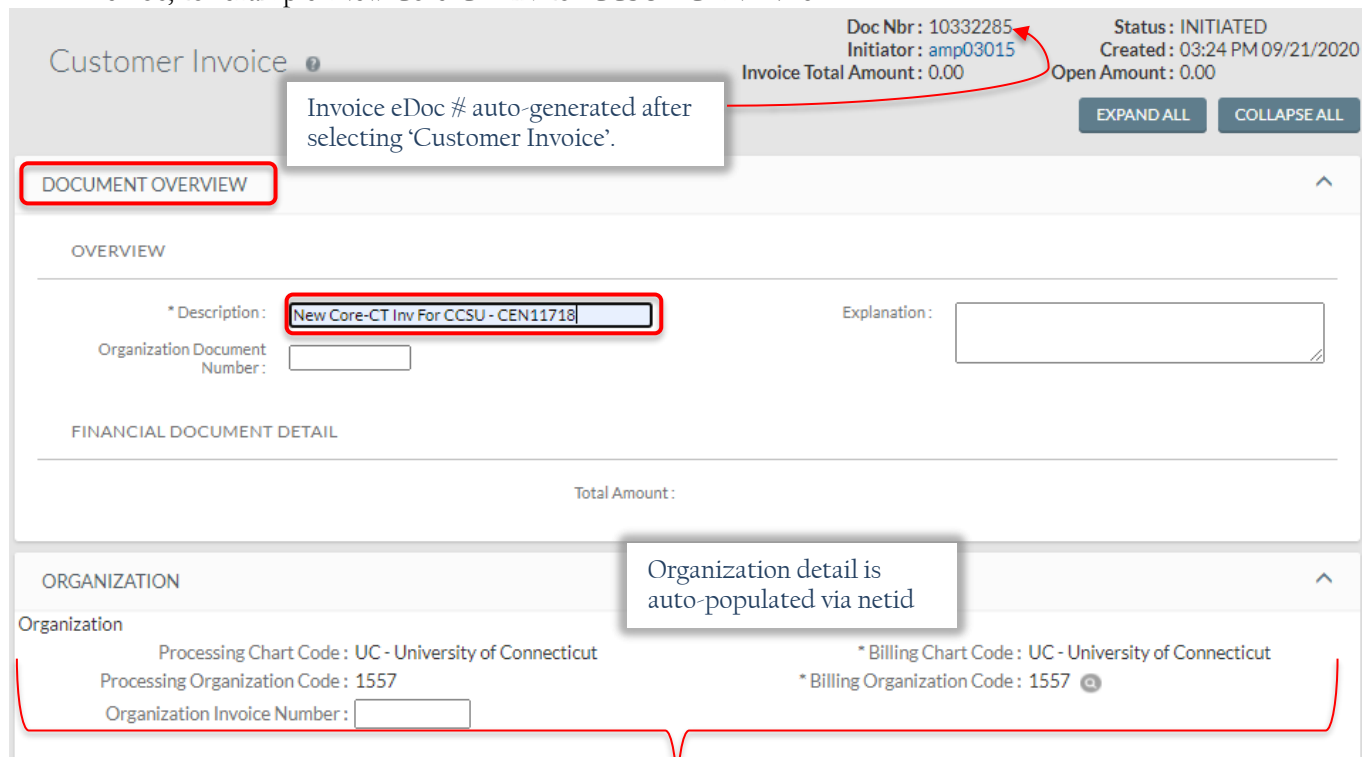 Doc Nbr : 10332285 Status : INITIATED
Customer Invoice Initiator : amp03015 Created : 03:24 PM 09/21/2020
Invoice Total Amount : 0.00 Open Amount : 0.00
Invoice eDoc # auto-generated after
selecting ‘Customer Invoice’.
EXPAND ALL COLLAPSE ALL
DOCUMENT OVERVIEW
OVERVIEW
* Description : New Core-CT Inv For CCSU - CEN11718 Explanation :
Organization Document
Number :
FINANCIAL DOCUMENT DETAIL
Total Amount :
Organization detail is
auto-populated via netid
ORGANIZATION
Organization
Processing Chart Code : UC - University of Connecticut * Billing Chart Code : UC - University of Connecticut
Processing Organization Code : 1557 * Billing Organization Code : 1557
Organization Invoice Number :